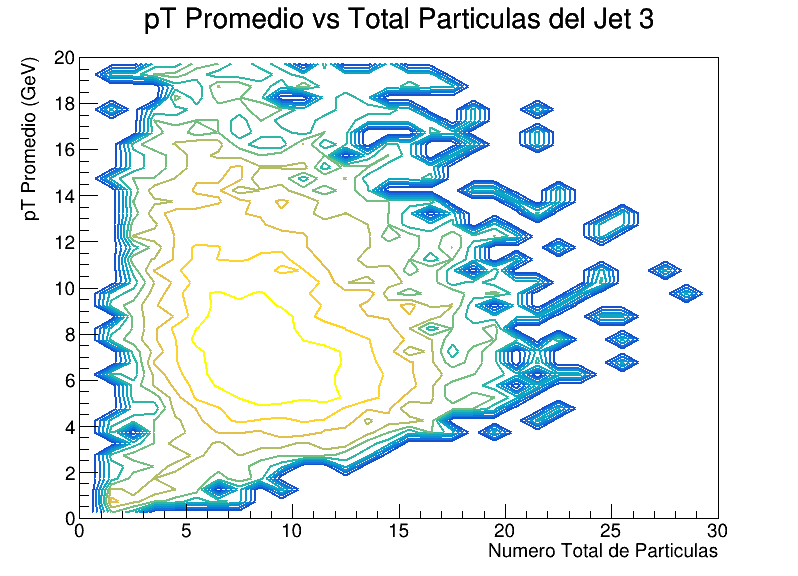 pT Promedio vs Total Particulas del Jet 3
pT Promedio (GeV)
20
18
16
14
12
10
8
6
4
2
0
0 5 10 15 20 25 30
Numero Total de Particulas